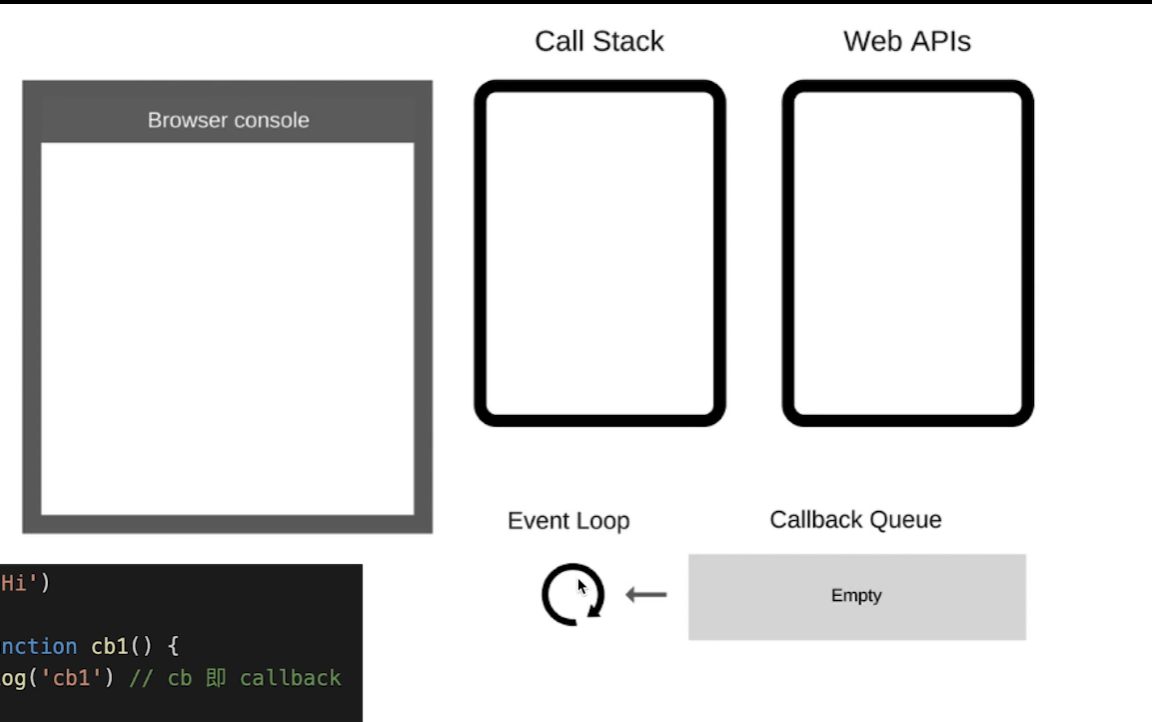 Call Stack
Web APIs
Browser console
Event Loop
Callback Queue
Empty
Hi')
nction cb1() {
og('cb1') // cb 即 callback